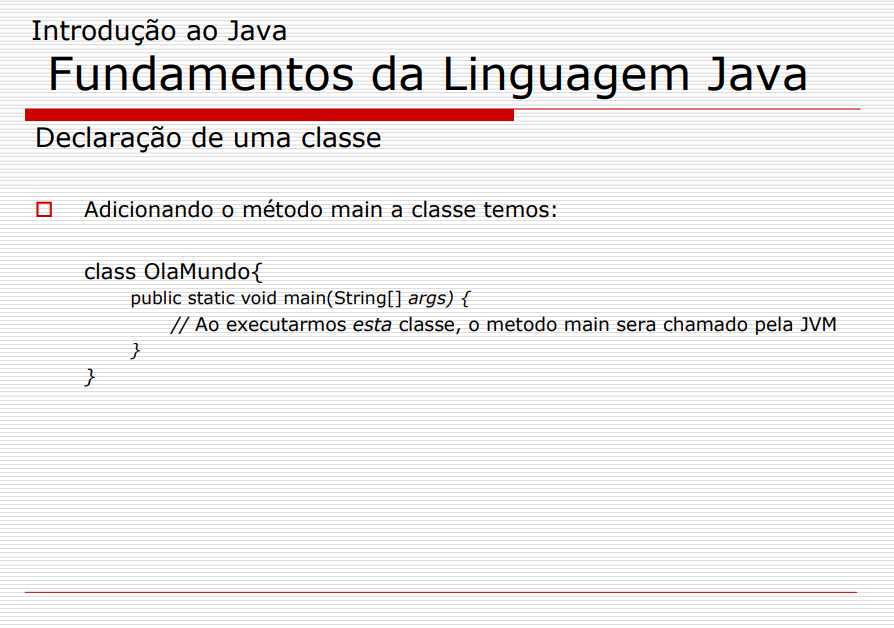 Introdução ao Java
Fundamentos da Linguagem Java
Declaração de uma classe
Adicionando o método main a classe temos:
class OlaMundo{
public static void main(String[] args) {
// Ao executarmos esta classe, o metodo main sera chamado pela JVM
}
}